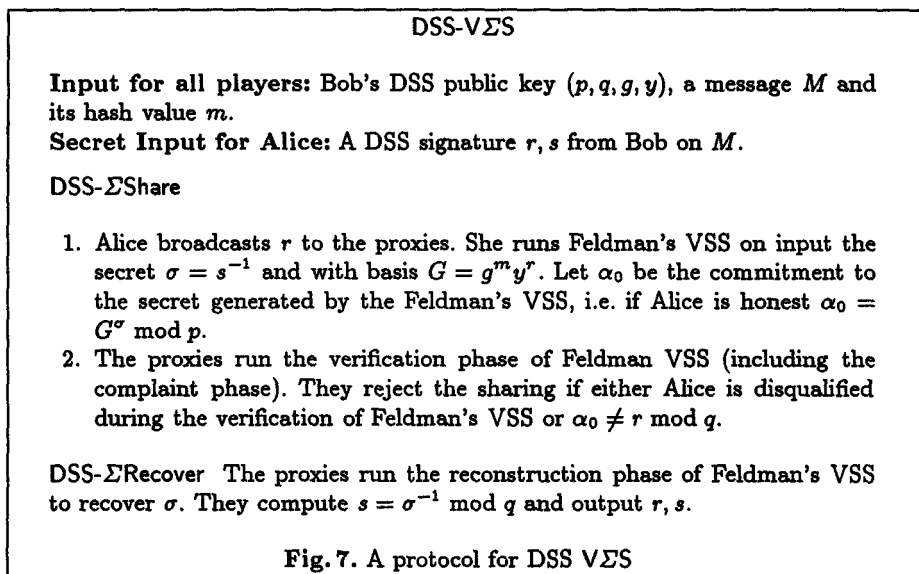 DSS-VΣS
Input for all players: Bob's DSS public key (p, q, g, y), a message M and
its hash value m.
Secret Input for Alice: A DSS signature r, s from Bob on M.
DSS-ΣShare
1. Alice broadcasts r to the proxies. She runs Feldman's VSS on input the
secret σ = s⁻¹ and with basis G = gᵐyʳ. Let α₀ be the commitment to
the secret generated by the Feldman's VSS, i.e. if Alice is honest α₀ =
G^σ mod p.
2. The proxies run the verification phase of Feldman VSS (including the
complaint phase). They reject the sharing if either Alice is disqualified
during the verification of Feldman's VSS or α₀ ≠ r mod q.
DSS-ΣRecover The proxies run the reconstruction phase of Feldman's VSS
to recover σ. They compute s = σ⁻¹ mod q and output r, s.
Fig. 7. A protocol for DSS VΣS